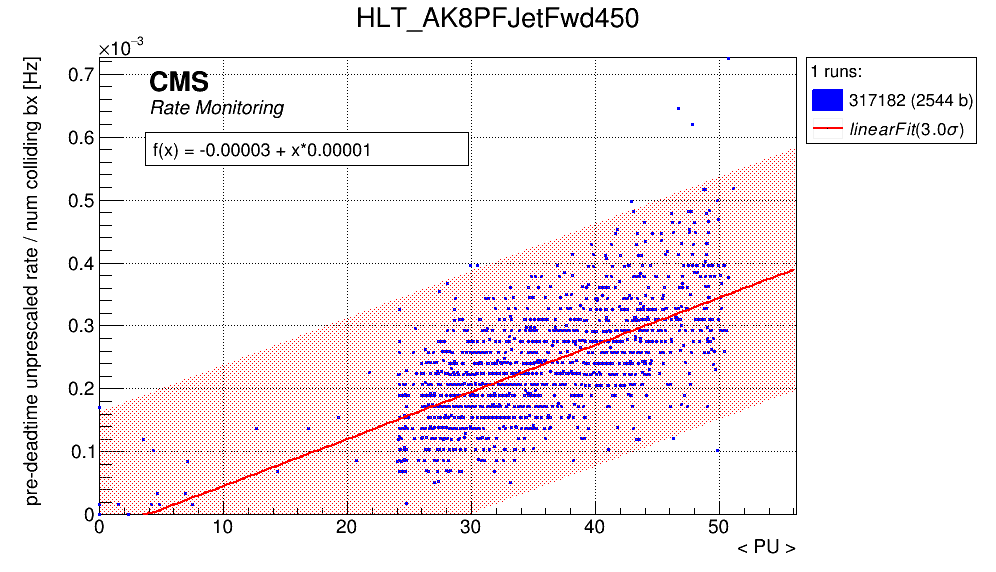 HLT_AK8PFJetFwd450
×10⁻³
CMS
Rate Monitoring
f(x) = -0.00003 + x*0.00001
1 runs:
317182 (2544 b)
linearFit(3.0σ)
pre-deadtime unprescaled rate / num colliding bx [Hz]
0.7
0.6
0.5
0.4
0.3
0.2
0.1
0
0 10 20 30 40 50
< PU >